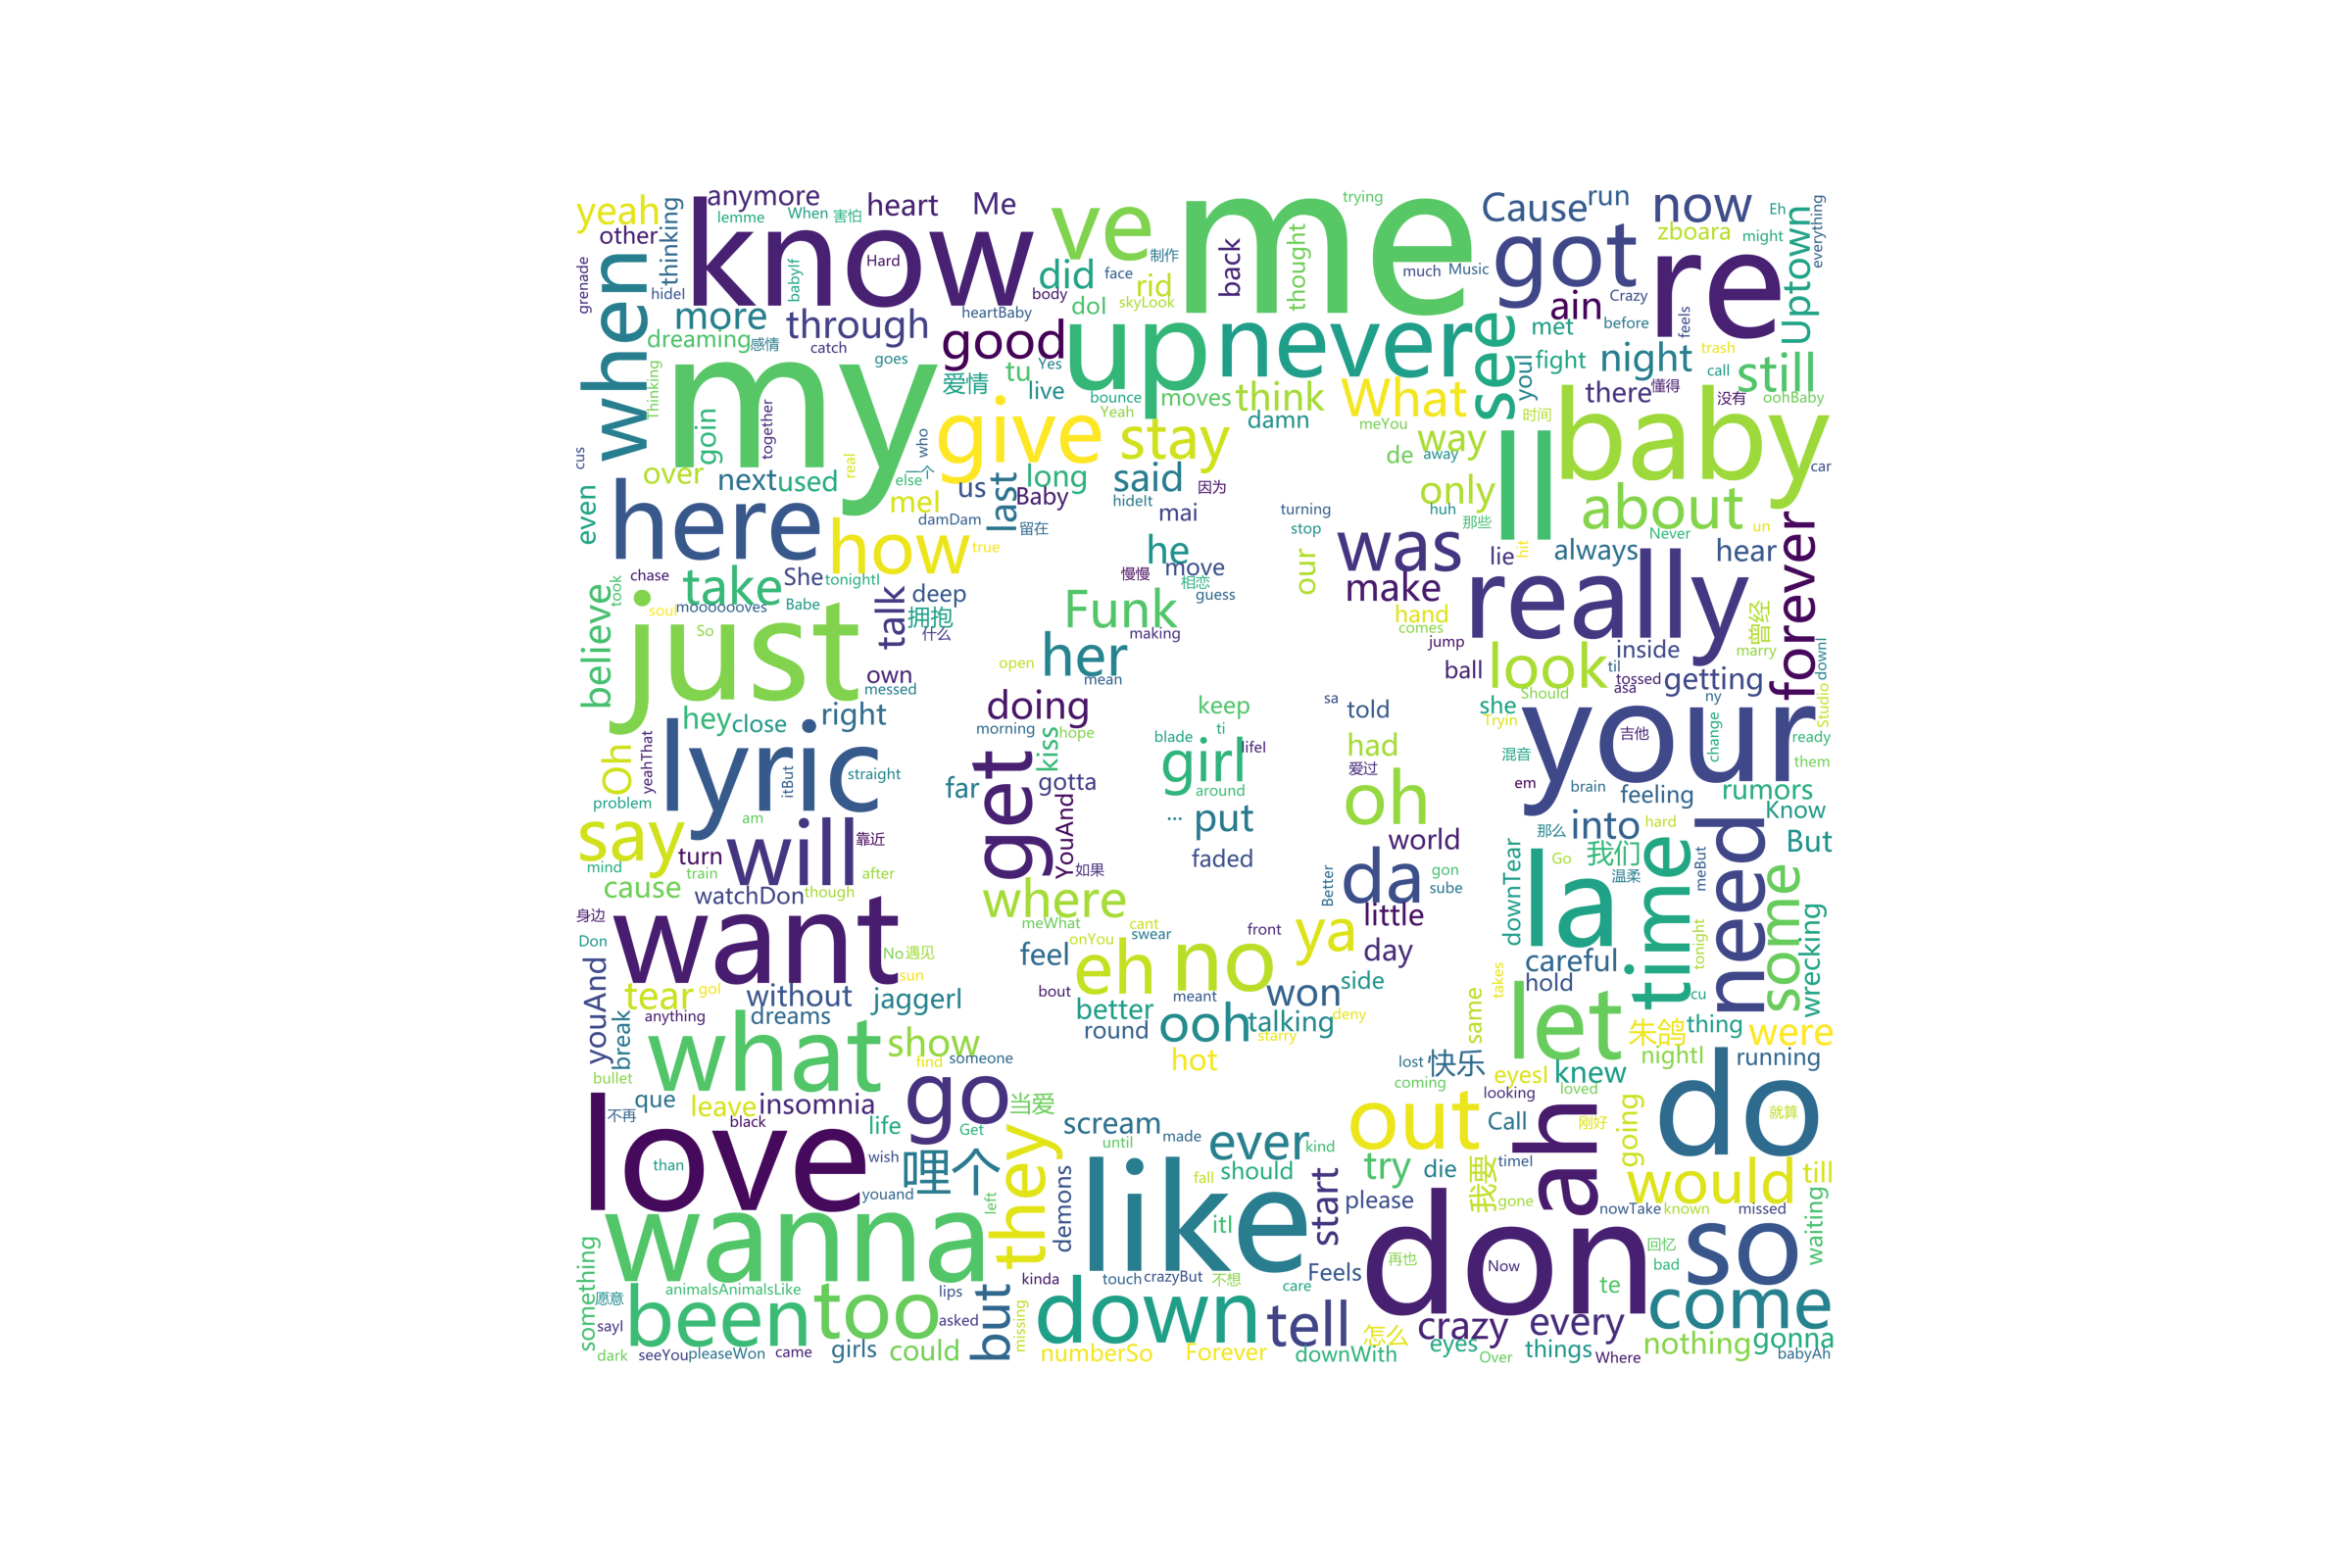 yeah
anymore
lemme
When
害怕
heart
Me
ve
me
trying
Cause
run
now
Eh
everything
other
thinking
know
Hard
制作
zboara
might
Uptown
grenade
when
hidel
babyIf
body
did
face
rid
back
thought
much
Music
got
re
more
through
heartBaby
dol
skyLook
ain
Crazy
dreaming
感情
catch
good
goes
up
never
see
met
before
feels
trash
Thinking
my
爱情
tu
Yes
live
bounce
Yeah
moves
think
What
youl
fight
night
call
still
goin
together
give
stay
damn
meYou
时间
there
懂得
没有
oohBaby
cus
over
next
used
real
who
else
一个
us
long
said
way
de
away
ll
baby
car
even
here
mel
last
Baby
hideIt
因为
only
about
how
damDam
留在
mai
turning
stop
huh
那些
Never
un
true
he
our
was
lie
hit
always
hear
forever
chase
took
take
She
tonightl
move
慢慢
相恋
guess
make
really
believe
soul
mooooooves
Babe
talk
deep
拥抱
什么
Funk
making
hand
comes
jump
曾经
marry
downl
just
So
own
messed
open
her
mean
ball
look
til
inside
tossed
asa
getting
ny
Studio
hey
close
right
doing
morning
hope
keep
sa
told
she
Tryin
Should
your
吉他
change
ready
Oh
yeahThat
lyric
itBut
straight
get
kiss
blade
ti
girl
lifel
had
爱过
混音
them
problem
far
gotta
around
oh
em
brain
feeling
rumors
Know
say
am
will
靠近
YouAnd
...
put
world
那么
into
hard
But
mind
turn
train
after
如果
faded
da
gon
sube
Go
我们
温柔
meBut
need
cause
watchDon
though
where
Better
little
downTear
la
time
some
身边
want
meWhat
cant
swear
front
ya
day
Don
No
遇见
feel
onYou
eh
no
careful
tonight
wrecking
youAnd
tear
gol
sun
without
jaggerl
bout
meant
won
side
takes
hold
cu
anything
dreams
better
round
ooh
talking
deny
starry
same
let
朱鸽
thing
were
break
what
show
find
someone
hot
lost
快乐
eyesl
knew
nightl
running
bullet
coming
looking
loved
不再
que
leave
insomnia
black
go
当爱
scream
out
Call
刚好
do
就算
love
than
life
Get
until
made
ever
kind
ah
going
wish
哩个
they
demons
like
fall
should
try
die
timel
would
till
youand
left
itl
start
please
我要
gone
nowTake
known
missed
waiting
something
wanna
don
再也
Now
回忆
bad
so
愿意
animalsAnimalsLike
lips
kinda
touch
crazyBut
不想
care
Feels
te
sayl
been
too
asked
but
missing
down
tell
怎么
crazy
every
come
dark
seeYou
pleaseWon
came
girls
could
numberSo
Forever
downWith
eyes
Over
things
Where
nothing
gonna
babyAh